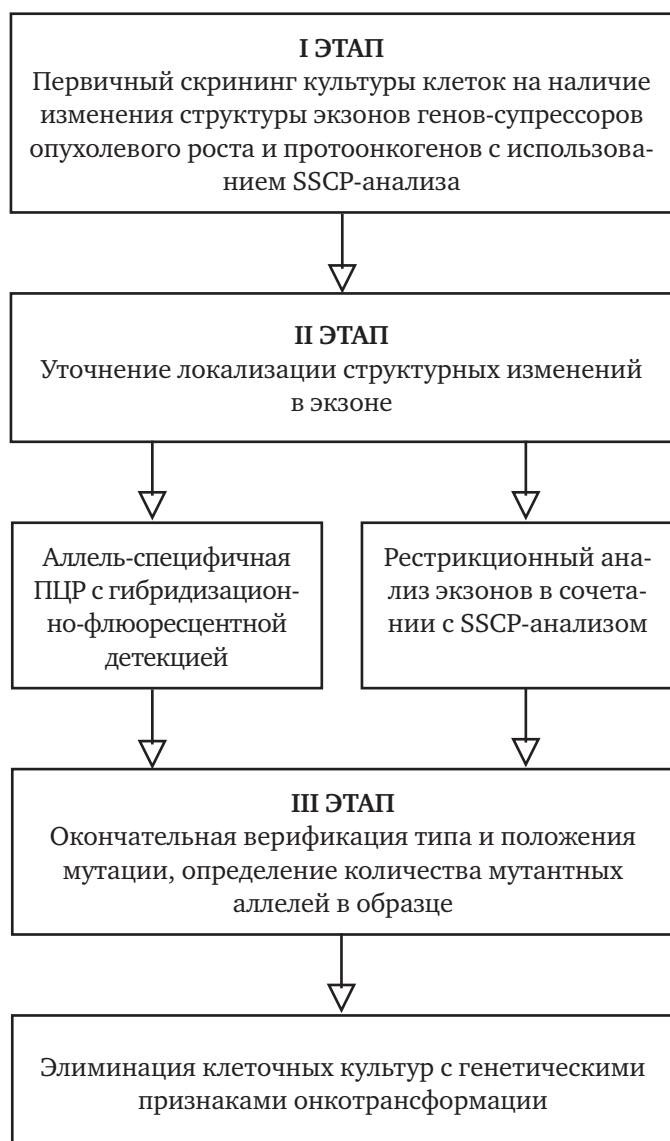 I ЭТАП
Первичный скрининг культуры клеток на наличие
изменения структуры экзонов генов-супрессоров
опухолевого роста и протоонкогенов с использова-
нием SSCP-анализа
II ЭТАП
Уточнение локализации структурных изменений
в экзоне
Аллель-специфичная
ПЦР с гибридизацион-
но-флюоресцентной
детекцией
Рестрикционный ана-
лиз экзонов в сочета-
нии с SSCP-анализом
III ЭТАП
Окончательная верификация типа и положения
мутации, определение количества мутантных
аллелей в образце
Элиминация клеточных культур с генетическими
признаками онкотрансформации